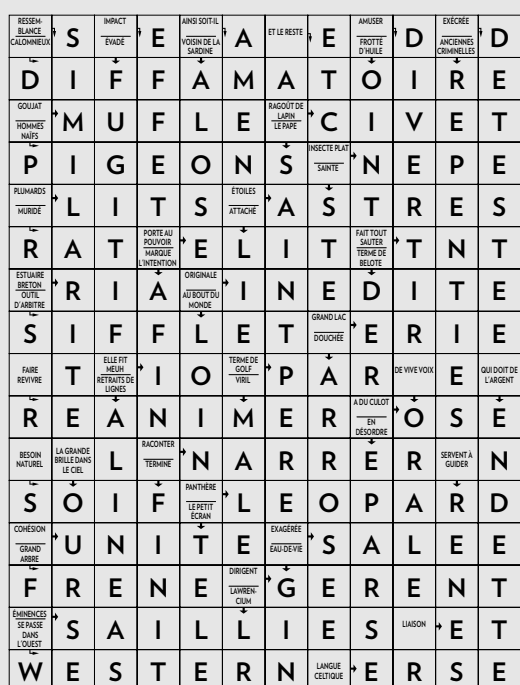 RESSEM-
BLANCE
CALOMNIEUX
S
IMPACT
ÉVADÉ
E
AINSI SOIT-IL
VOISIN DE LA
SARDINE
A
ET LE RESTE
E
AMUSER
FROTTÉ
D'HUILE
D
EXÉCRÉE
ANCIENNES
CRIMINELLES
D
D I F F A M A T O I R E
GOUJAT
HOMMES
NAÏFS
M U F L E
RAGOÛT DE
LAPIN
LE PAPE
C I V E T
P I G E O N S
INSECTE PLAT
SAINTE
N E P E
PLUMARDS
MURIDÉ
L I T S
ÉTOILES
ATTACHÉ
A S T R E S
R A T
PORTE AU
POUVOIR
MARQUE
L'INTENTION
E L I T
FAIT TOUT
SAUTER
TERME DE
BELOTE
T N T
ESTUAIRE
BRETON
OUTIL
D'ARBITRE
R I A
ORIGINALE
AU BOUT DU
MONDE
I N E D I T E
S I F F L E T
GRAND LAC
DOUCHÉE
E R I E
FAIRE
REVIVRE
T
ELLE FIT
MEUH
RETRAITS DE
LIGNES
I O
TERME DE
GOLF
VIRIL
P A R
DE VIVE VOIX
E
QUI DOIT DE
L'ARGENT
R E A N I M E R
A DU CULOT
EN
DÉSORDRE
O S E
BESOIN
NATUREL
LA GRANDE
BRILLE DANS
LE CIEL
L
RACONTER
TERMINE
N A R R E R
SERVENT À
GUIDER
N
S O I F
PANTHÈRE
LE PETIT
ÉCRAN
L E O P A R D
COHÉSION
GRAND
ARBRE
U N I T E
EXAGÉRÉE
EAU-DE-VIE
S A L E E
F R E N E
DIRIGENT
LAWREN-
CIUM
G E R E N T
ÉMINENCES
SE PASSE
DANS
L'OUEST
S A I L L I E S
LIAISON
E T
W E S T E R N
LANGUE
CELTIQUE
E R S E